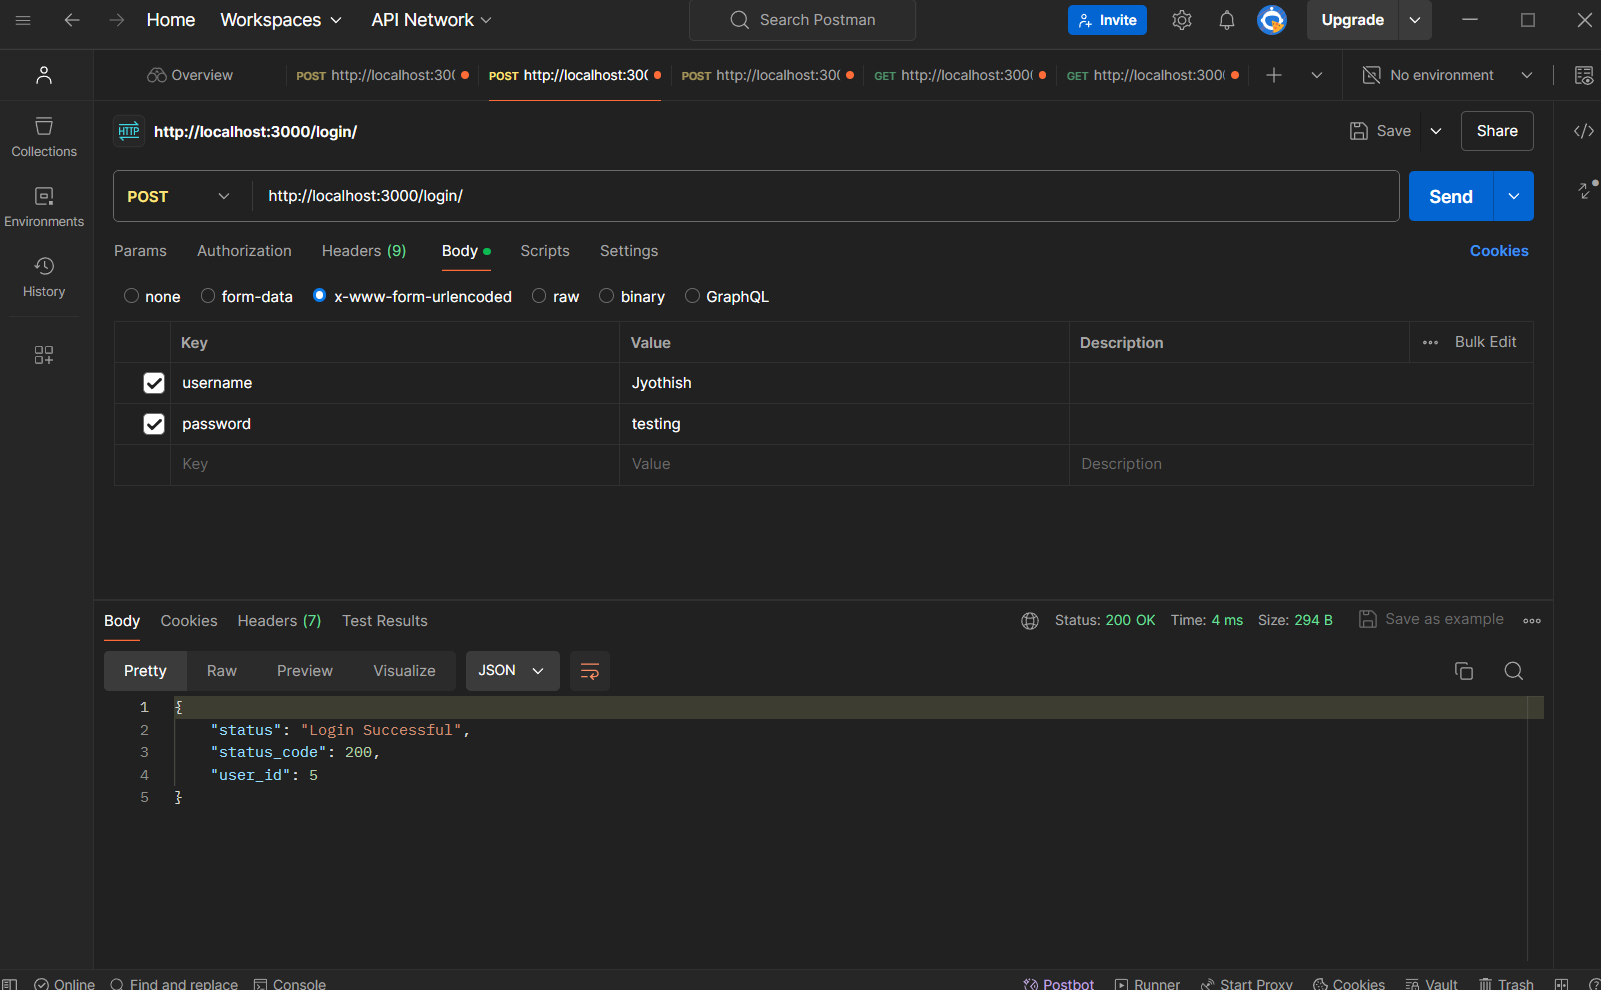 Home Workspaces API Network Search Postman Invite Upgrade
Overview POST http://localhost:300 POST http://localhost:300 POST http://localhost:300 GET http://localhost:300 GET http://localhost:300 No environment
HTTP http://localhost:3000/login/ Save Share
Collections
POST http://localhost:3000/login/ Send
Environments
Params Authorization Headers (9) Body Scripts Settings Cookies
History
none form-data x-www-form-urlencoded raw binary GraphQL
Key Value Description Bulk Edit
username Jyothish
password testing
Key Value Description
Body Cookies Headers (7) Test Results Status: 200 OK Time: 4 ms Size: 294 B Save as example
Pretty Raw Preview Visualize JSON
1 {
2 "status": "Login Successful",
3 "status_code": 200,
4 "user_id": 5
5 }
Online Find and replace Console Postbot Runner Start Proxy Cookies Vault Trash